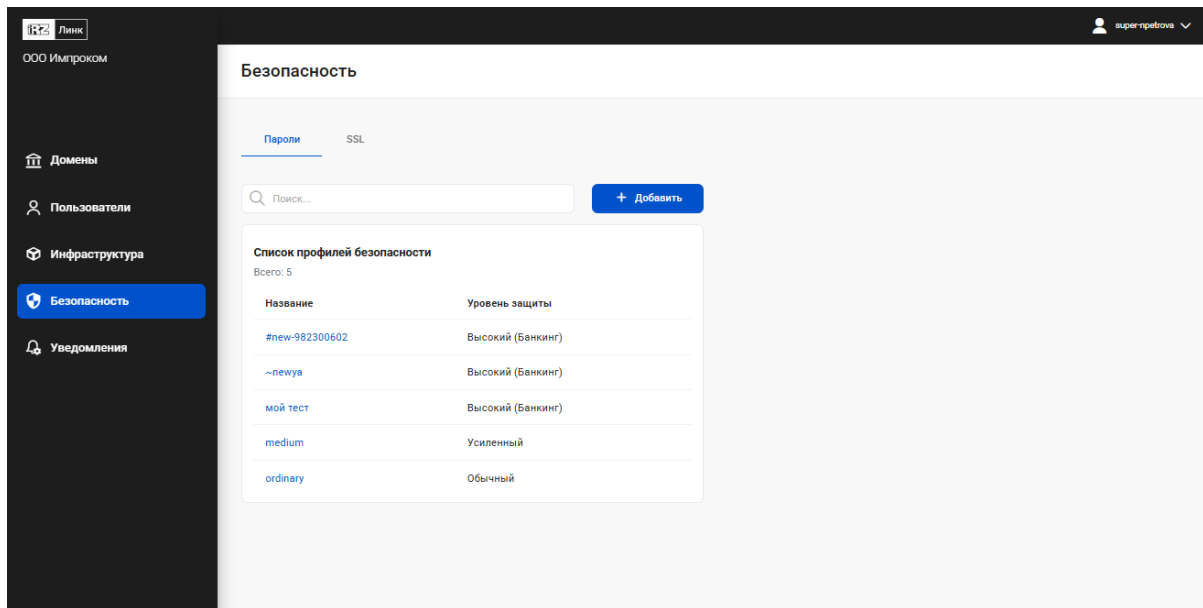 iRZ Линк
super-npetrova
ООО Импроком
Безопасность
Домены
Пользователи
Инфраструктура
Безопасность
Уведомления
Пароли SSL
Поиск...
+ Добавить
Список профилей безопасности
Всего: 5
Название Уровень защиты
#new-982300602 Высокий (Банкинг)
~newya Высокий (Банкинг)
мой тест Высокий (Банкинг)
medium Усиленный
ordinary Обычный